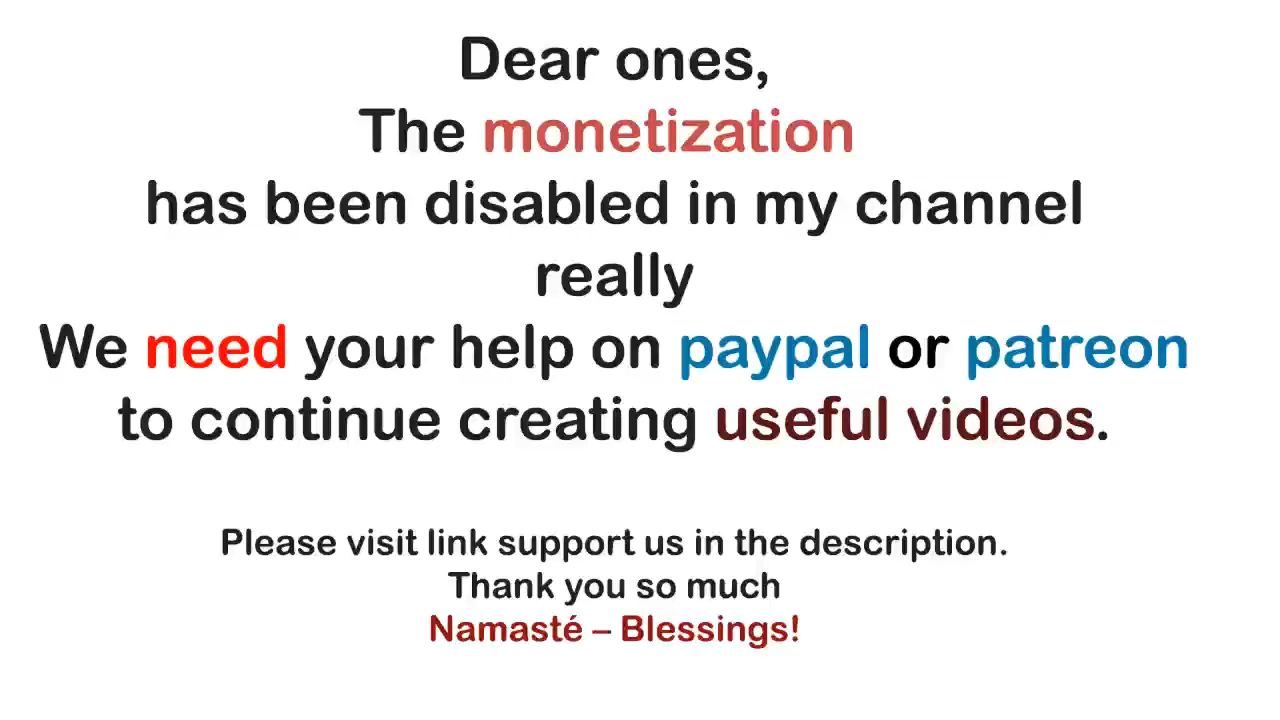 Dear ones,
The monetization
has been disabled in my channel
really
We need your help on paypal or patreon
to continue creating useful videos.
Please visit link support us in the description.
Thank you so much
Namasté – Blessings!